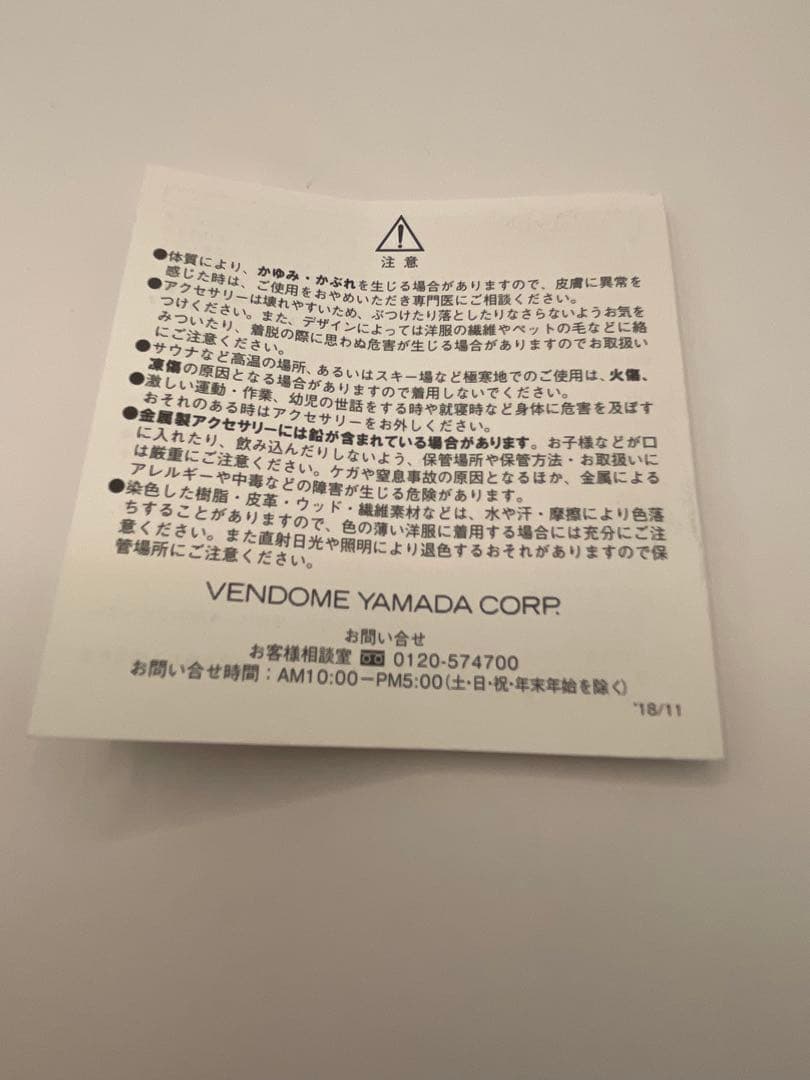 注意
●体質により、かゆみ・かぶれを生じる場合がありますので、皮膚に異常を
感じた時は、ご使用をおやめいただき専門医にご相談ください。
●アクセサリーは壊れやすいため、ぶつけたり落としたりなさらないようお気を
つけください。また、デザインによっては洋服の繊維やペットの毛などに絡
みついたり、着脱の際に思わぬ危害が生じる場合がありますのでお取扱い
にご注意ください。
●サウナなど高温の場所、あるいはスキー場など極寒地でのご使用は、火傷、
凍傷の原因となる場合がありますので着用しないでください。
●激しい運動・作業、幼児の世話をする時や就寝時など身体に危害を及ぼす
おそれのある時はアクセサリーをお外しください。
●金属製アクセサリーには鉛が含まれている場合があります。お子様などが口
に入れたり、飲み込んだりしないよう、保管場所や保管方法・お取扱いに
は厳重にご注意ください。ケガや窒息事故の原因となるほか、金属による
アレルギーや中毒などの障害が生じる危険があります。
●染色した樹脂・皮革・ウッド・繊維素材などは、水や汗・摩擦により色落
ちすることがありますので、色の薄い洋服に着用する場合には充分にご注
意ください。また直射日光や照明により退色するおそれがありますので保
管場所にご注意ください。
VENDOME YAMADA CORP.
お問い合せ
お客様相談室 0120-574700
お問い合せ時間：AM10:00－PM5:00(土・日・祝・年末年始を除く)
'18/11